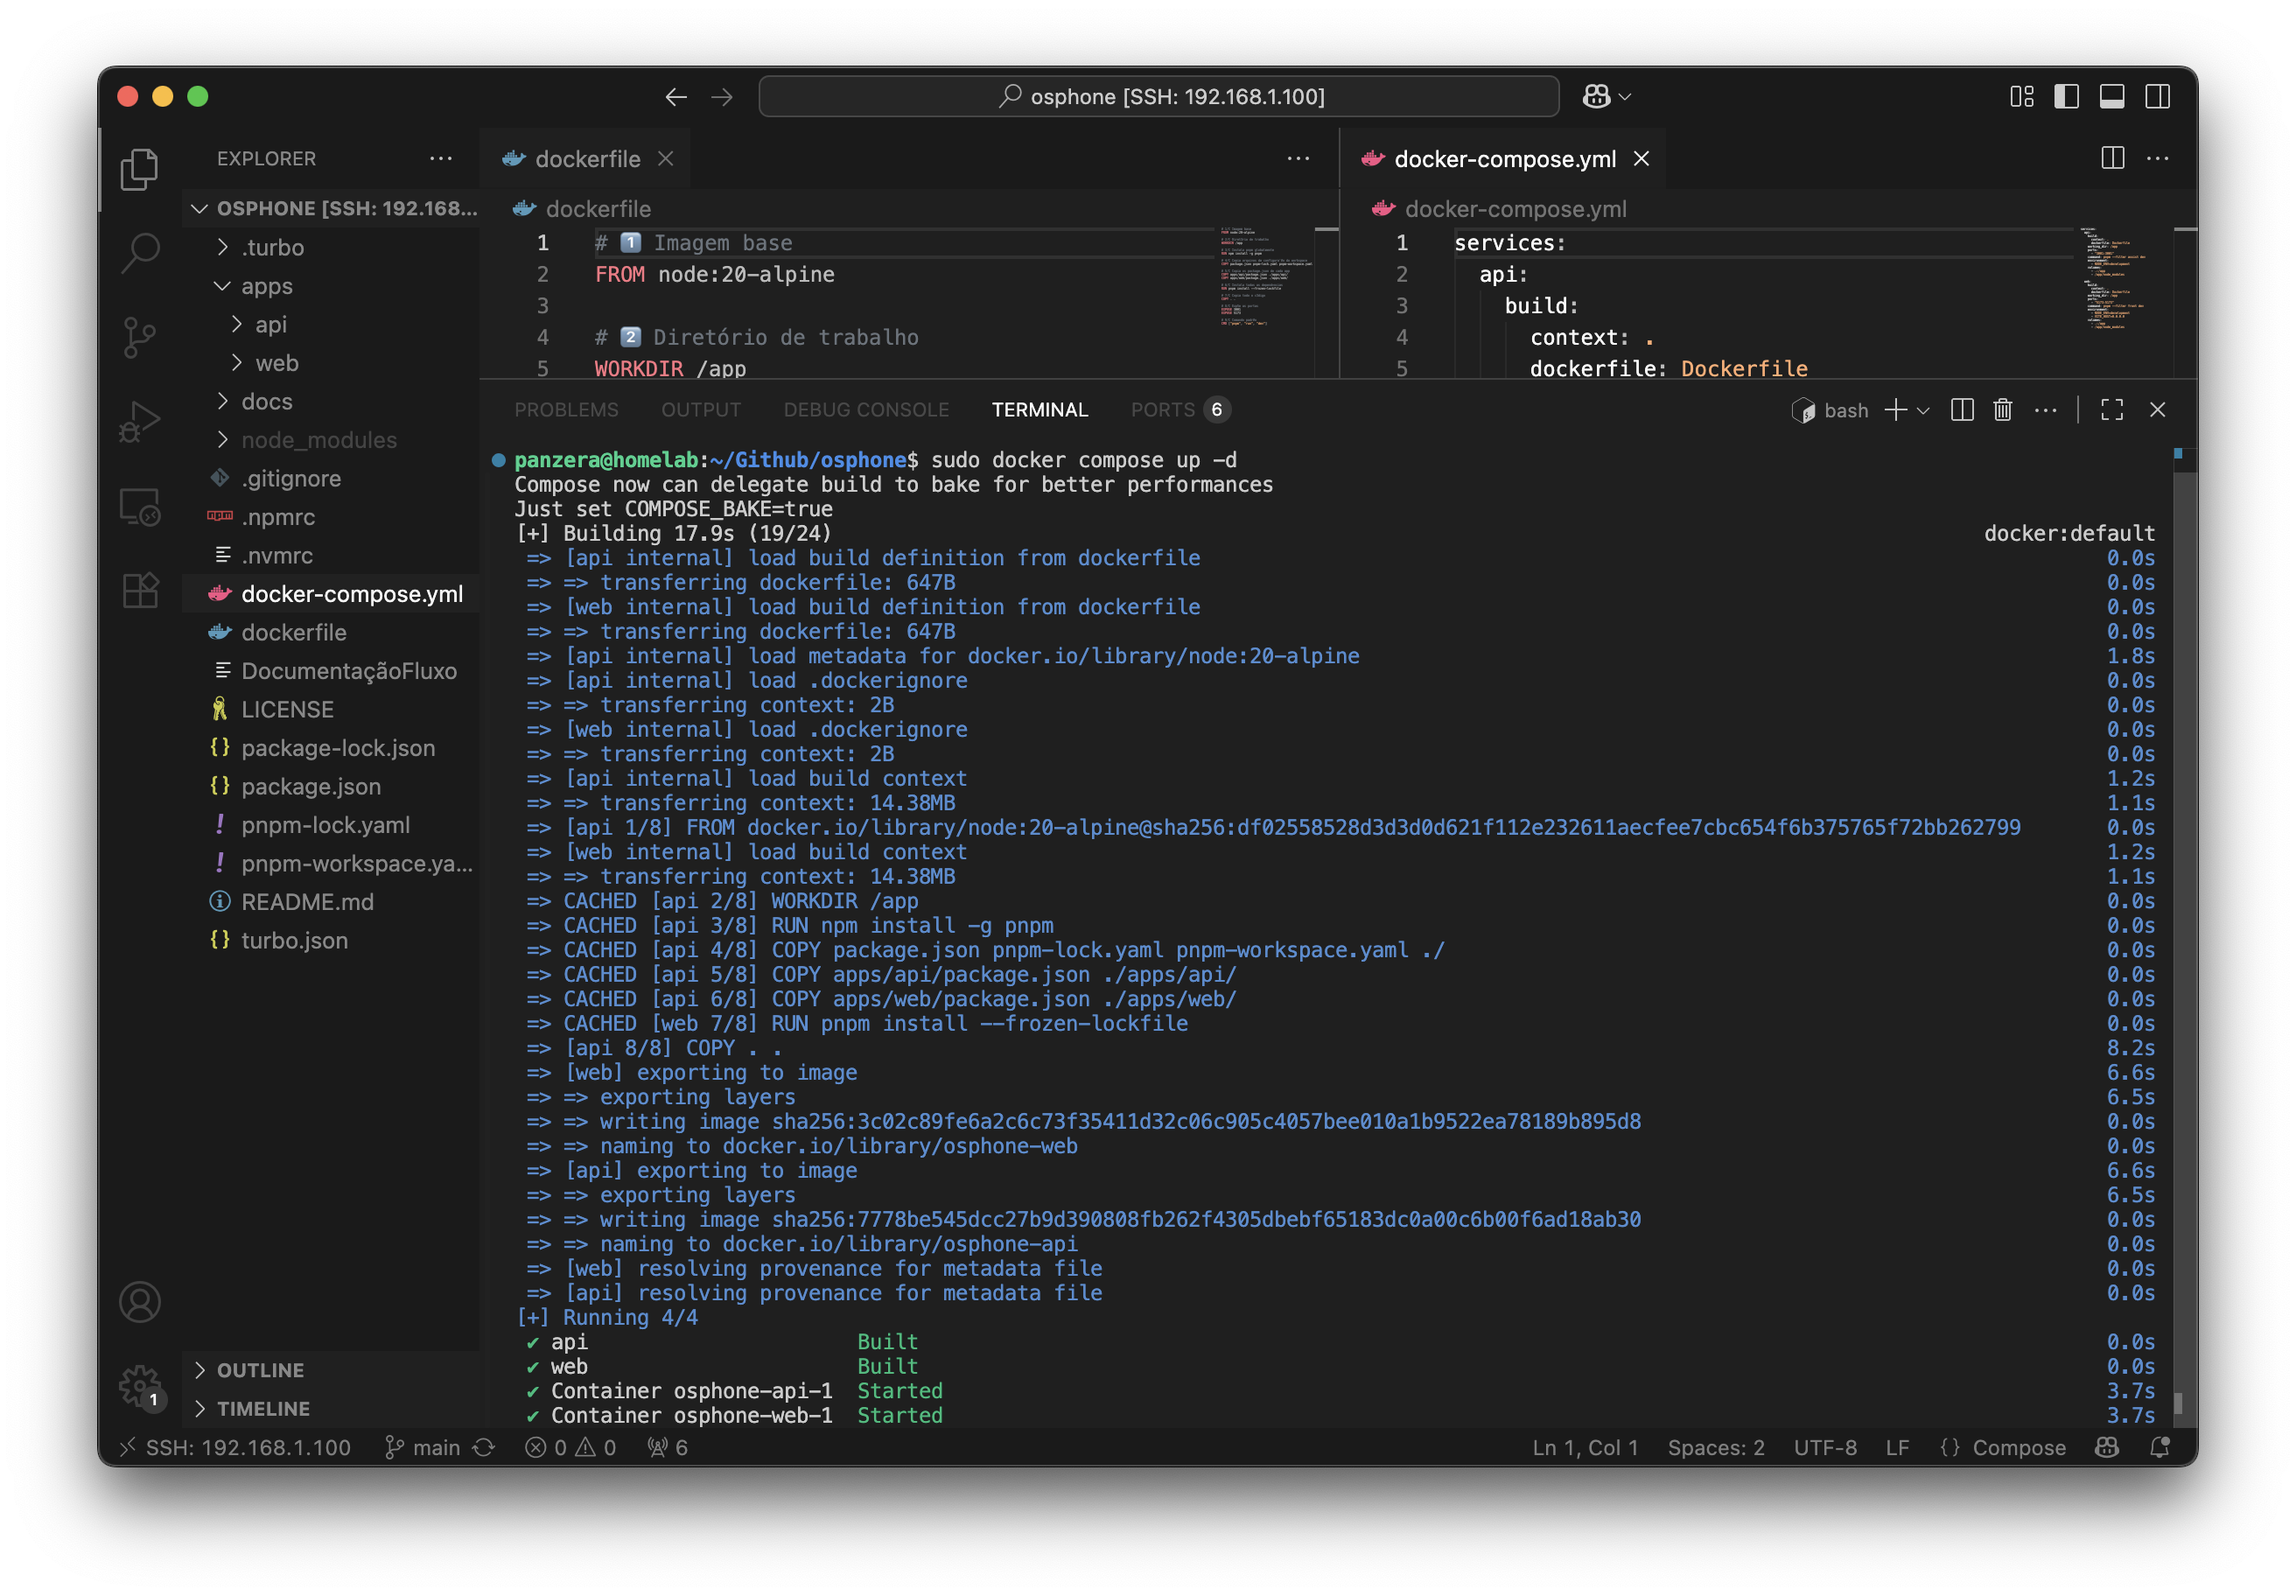 osphone [SSH: 192.168.1.100]
EXPLORER
OSPHONE [SSH: 192.168...
.turbo
apps
api
web
docs
node_modules
.gitignore
.npmrc
.nvmrc
docker-compose.yml
dockerfile
DocumentaçãoFluxo
LICENSE
package-lock.json
package.json
pnpm-lock.yaml
pnpm-workspace.ya...
README.md
turbo.json
OUTLINE
TIMELINE
1
dockerfile
dockerfile
1 # 1 Imagem base
2 FROM node:20-alpine
3
4 # 2 Diretório de trabalho
5 WORKDIR /app
docker-compose.yml
docker-compose.yml
1 services:
2 api:
3 build:
4 context: .
5 dockerfile: Dockerfile
PROBLEMS OUTPUT DEBUG CONSOLE TERMINAL PORTS 6 bash
panzera@homelab:~/Github/osphone$ sudo docker compose up -d
Compose now can delegate build to bake for better performances
Just set COMPOSE_BAKE=true
[+] Building 17.9s (19/24) docker:default
=> [api internal] load build definition from dockerfile 0.0s
=> => transferring dockerfile: 647B 0.0s
=> [web internal] load build definition from dockerfile 0.0s
=> => transferring dockerfile: 647B 0.0s
=> [api internal] load metadata for docker.io/library/node:20-alpine 1.8s
=> [api internal] load .dockerignore 0.0s
=> => transferring context: 2B 0.0s
=> [web internal] load .dockerignore 0.0s
=> => transferring context: 2B 0.0s
=> [api internal] load build context 1.2s
=> => transferring context: 14.38MB 1.1s
=> [api 1/8] FROM docker.io/library/node:20-alpine@sha256:df02558528d3d3d0d621f112e232611aecfee7cbc654f6b375765f72bb262799 0.0s
=> [web internal] load build context 1.2s
=> => transferring context: 14.38MB 1.1s
=> CACHED [api 2/8] WORKDIR /app 0.0s
=> CACHED [api 3/8] RUN npm install -g pnpm 0.0s
=> CACHED [api 4/8] COPY package.json pnpm-lock.yaml pnpm-workspace.yaml ./ 0.0s
=> CACHED [api 5/8] COPY apps/api/package.json ./apps/api/ 0.0s
=> CACHED [api 6/8] COPY apps/web/package.json ./apps/web/ 0.0s
=> CACHED [web 7/8] RUN pnpm install --frozen-lockfile 0.0s
=> [api 8/8] COPY . . 8.2s
=> [web] exporting to image 6.6s
=> => exporting layers 6.5s
=> => writing image sha256:3c02c89fe6a2c6c73f35411d32c06c905c4057bee010a1b9522ea78189b895d8 0.0s
=> => naming to docker.io/library/osphone-web 0.0s
=> [api] exporting to image 6.6s
=> => exporting layers 6.5s
=> => writing image sha256:7778be545dcc27b9d390808fb262f4305dbebf65183dc0a00c6b00f6ad18ab30 0.0s
=> => naming to docker.io/library/osphone-api 0.0s
=> [web] resolving provenance for metadata file 0.0s
=> [api] resolving provenance for metadata file 0.0s
[+] Running 4/4
✔ api Built 0.0s
✔ web Built 0.0s
✔ Container osphone-api-1 Started 3.7s
✔ Container osphone-web-1 Started 3.7s
SSH: 192.168.1.100 main 0 0 6 Ln 1, Col 1 Spaces: 2 UTF-8 LF {} Compose